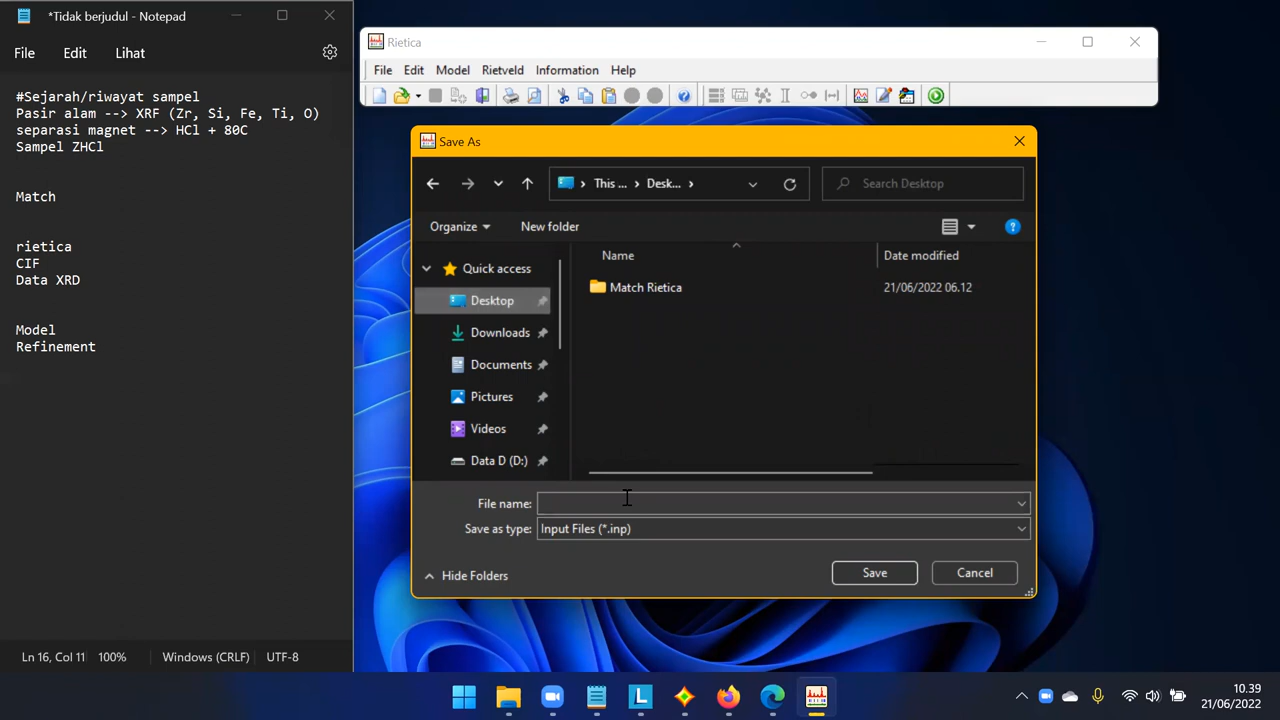 *Tidak berjudul - Notepad
File Edit Lihat
#Sejarah/riwayat sampel
Pasir alam --> XRF (Zr, Si, Fe, Ti, O)
separasi magnet --> HCl + 80C
Sampel ZHCl
Match
rietica
CIF
Data XRD
Model
Refinement
Ln 16, Col 11 100% Windows (CRLF) UTF-8
Rietica
File Edit Model Rietveld Information Help
Save As
This ... › Desk... ›
Search Desktop
Organize New folder
Name Date modified
Quick access
Desktop
Downloads
Documents
Pictures
Videos
Data D (D:)
Match Rietica 21/06/2022 06.12
File name:
Save as type: Input Files (*.inp)
Hide Folders
Save Cancel
10.39
21/06/2022